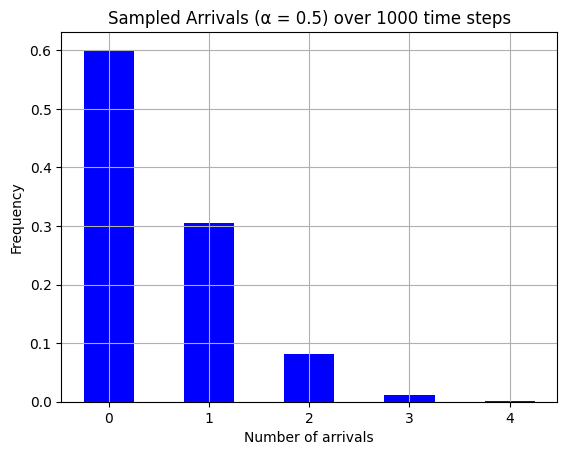 Sampled Arrivals (α = 0.5) over 1000 time steps
0.6
0.5
0.4
0.3
0.2
0.1
0.0
Frequency
0 1 2 3 4
Number of arrivals